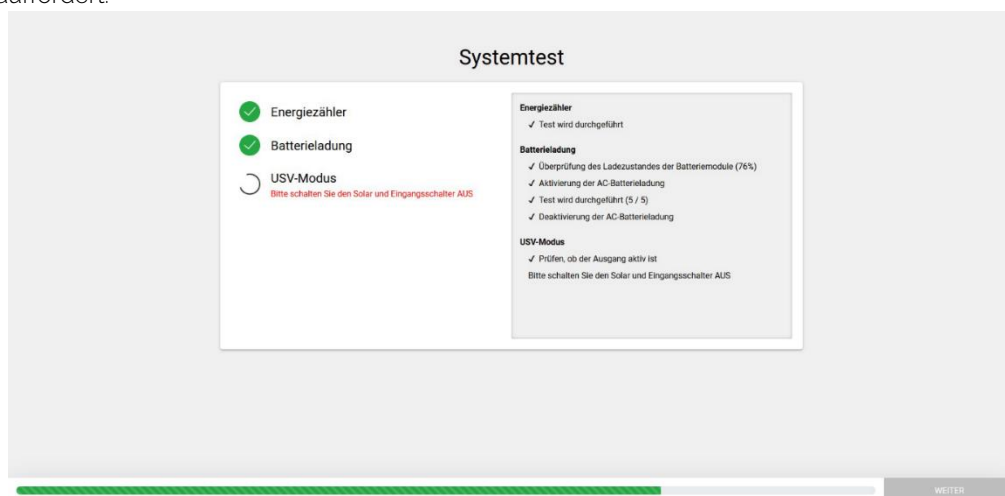 auffordert.
Systemtest
Energiezähler
Batterieladung
USV-Modus
Bitte schalten Sie den Solar und Eingangsschalter AUS
Energiezähler
✓ Test wird durchgeführt
Batterieladung
✓ Überprüfung des Ladezustandes der Batteriemodule (76%)
✓ Aktivierung der AC-Batterieladung
✓ Test wird durchgeführt (5 / 5)
✓ Deaktivierung der AC-Batterieladung
USV-Modus
✓ Prüfen, ob der Ausgang aktiv ist
Bitte schalten Sie den Solar und Eingangsschalter AUS
WEITER